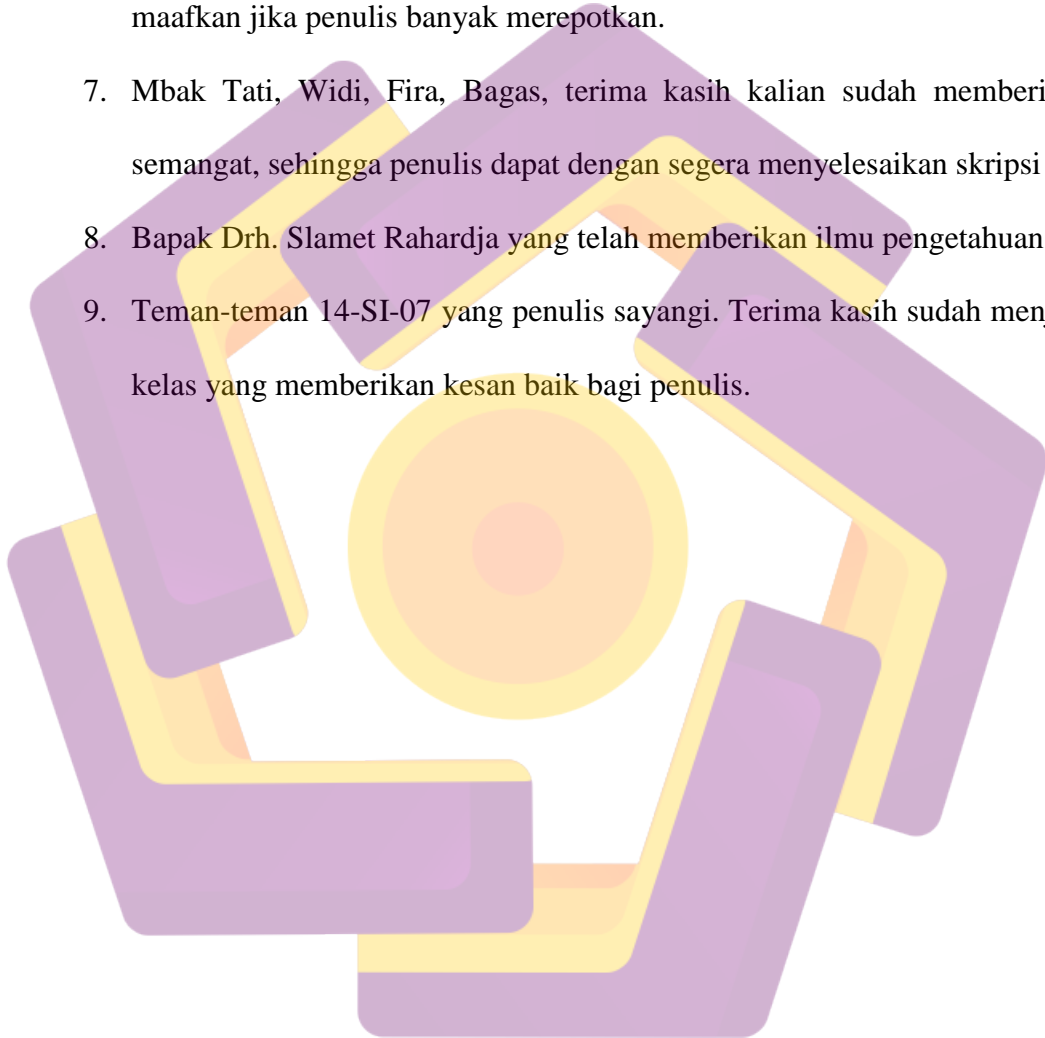 maafkan jika penulis banyak merepotkan.
7. Mbak Tati, Widi, Fira, Bagas, terima kasih kalian sudah memberi
semangat, sehingga penulis dapat dengan segera menyelesaikan skripsi
8. Bapak Drh. Slamet Rahardja yang telah memberikan ilmu pengetahuan
9. Teman-teman 14-SI-07 yang penulis sayangi. Terima kasih sudah
kelas yang memberikan kesan baik bagi penulis.